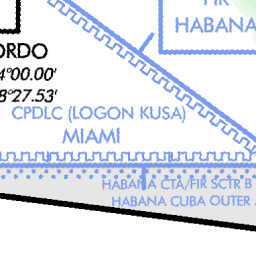 FIR
HABANA
ORDO
4°00.00'
8°27.53'
CPDLC (LOGON KUSA)
MIAMI
HABANA CTA/FIR SCTR B
HABANA CUBA OUTER